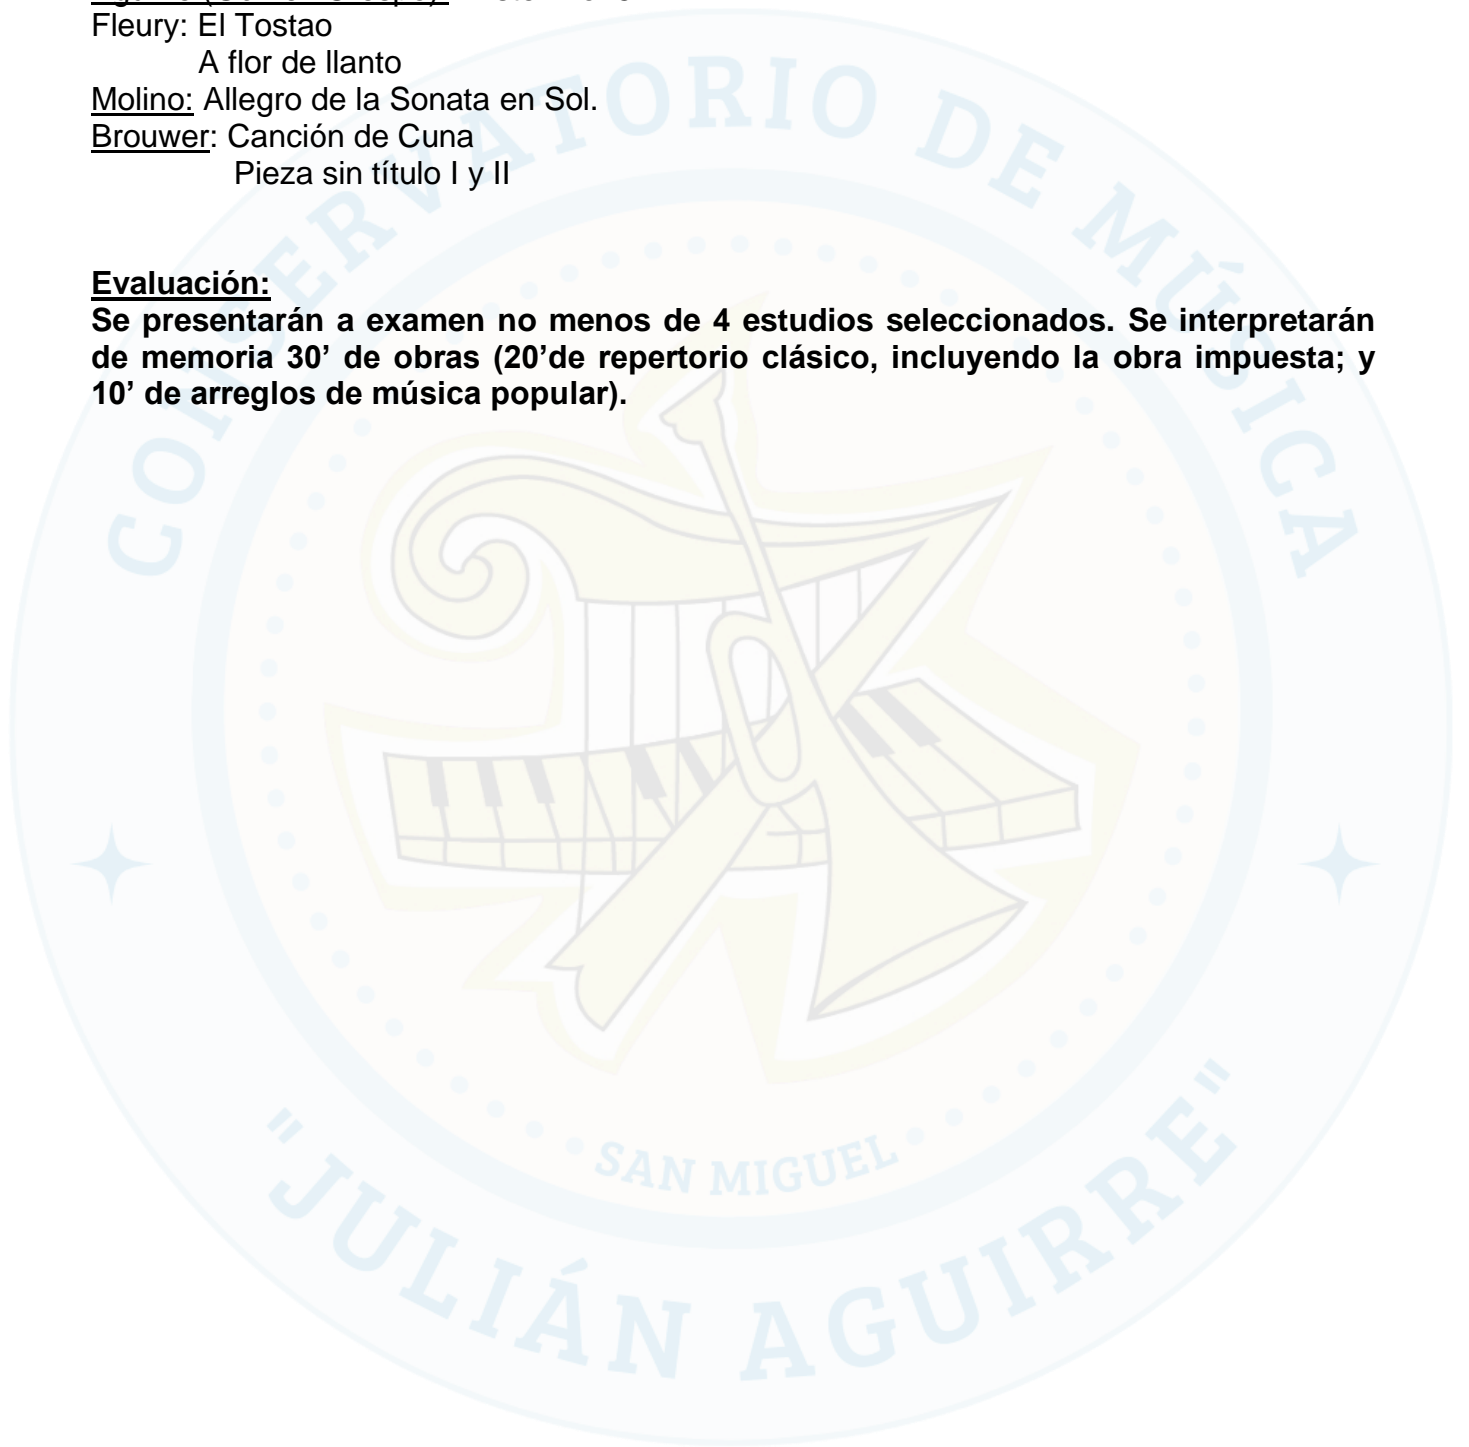 Fleury: El Tostao
A flor de llanto
Molino: Allegro de la Sonata en Sol.
Brouwer: Canción de Cuna
Pieza sin título I y II
Evaluación:
Se presentarán a examen no menos de 4 estudios seleccionados. Se interpretarán
de memoria 30’ de obras (20’de repertorio clásico, incluyendo la obra impuesta; y
10’ de arreglos de música popular).
CONSERVATORIO DE MÚSICA
SAN MIGUEL
"JULIÁN AGUIRRE"